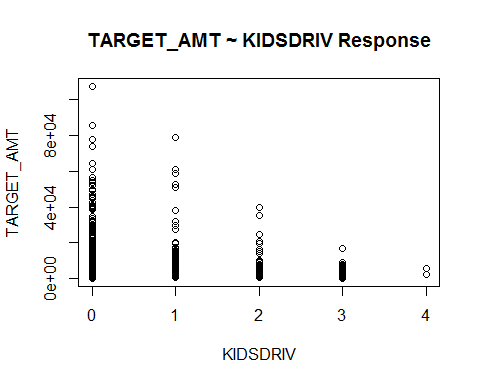 TARGET_AMT ~ KIDSDRIV Response
TARGET_AMT
8e+04
4e+04
0e+00
0 1 2 3 4
KIDSDRIV